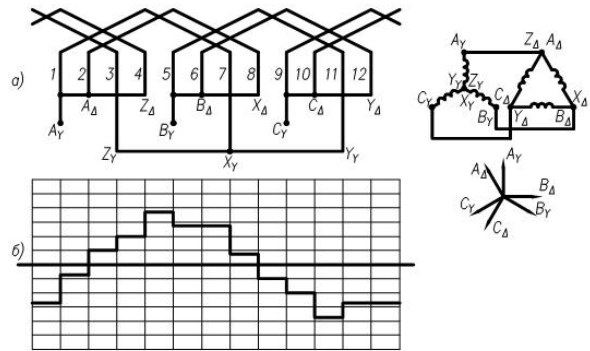 1 2 3 4 5 6 7 8 9 10 11 12
а)
A_Δ Z_Δ B_Δ X_Δ C_Δ Y_Δ
A_Y B_Y C_Y
Z_Y X_Y Y_Y
б)
A_Y Z_Δ A_Δ
Y_Y Z_Y
C_Y X_Y C_Δ X_Δ
B_Y Y_Δ B_Δ
A_Y
A_Δ B_Δ
C_Y B_Y
C_Δ